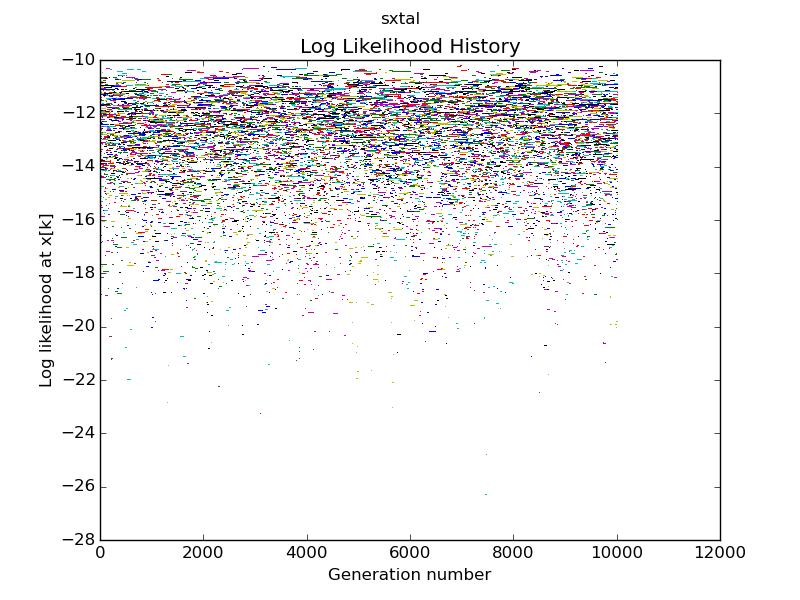 sxtal
Log Likelihood History
Log likelihood at x[k]
−10
−12
−14
−16
−18
−20
−22
−24
−26
−28
0 2000 4000 6000 8000 10000 12000
Generation number